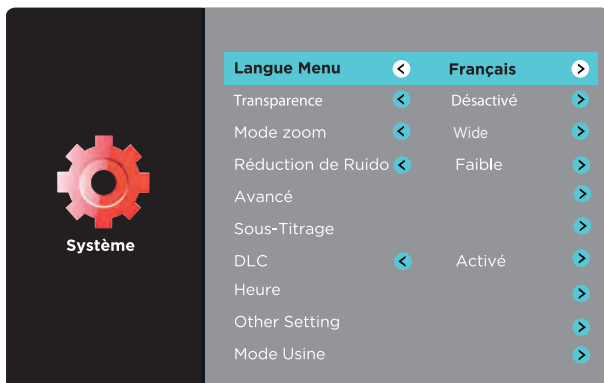 Langue Menu < Français >
Transparence < Désactivé >
Mode zoom < Wide >
Réduction de Ruido < Faible >
Avancé >
Sous-Titrage >
DLC < Activé >
Heure >
Other Setting >
Mode Usine >
Système